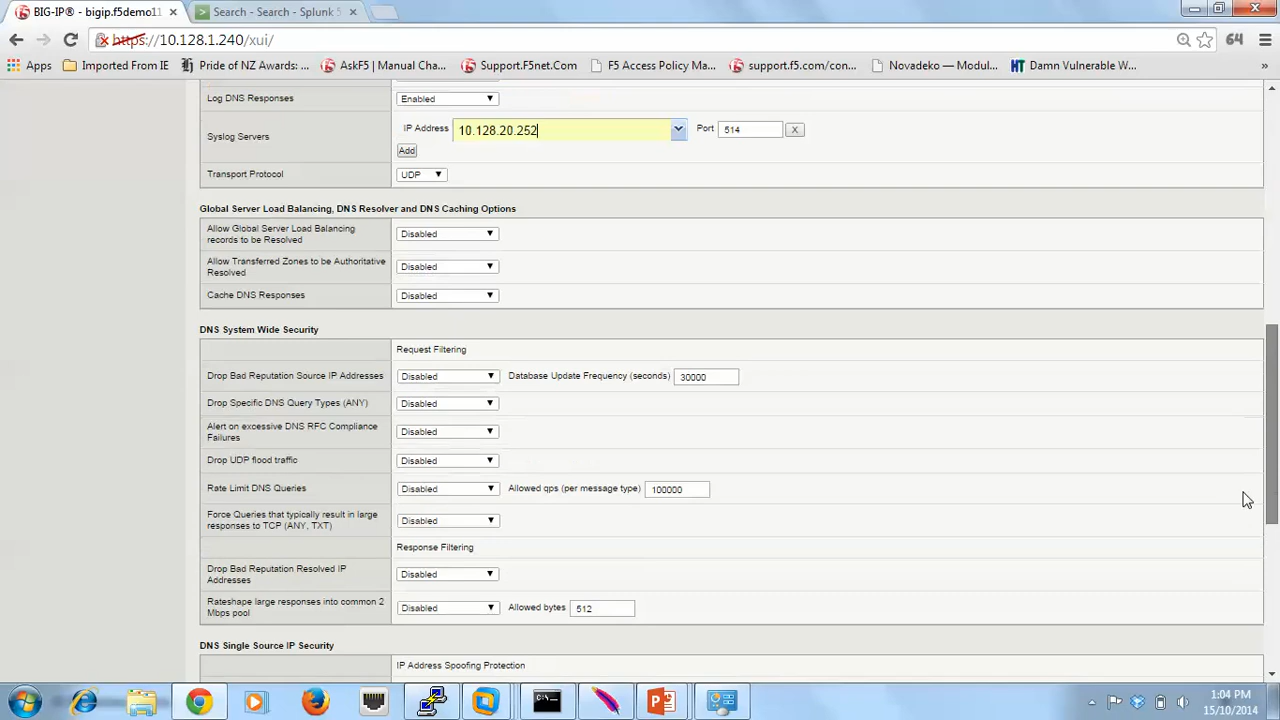 BIG-IP® - bigip.f5demo11 x
Search - Search - Splunk 5 x
https://10.128.1.240/xui/
64
Apps
Imported From IE
Pride of NZ Awards: ...
AskF5 | Manual Cha...
Support.F5net.Com
F5 Access Policy Ma...
support.f5.com/con...
Novadeko — Modul...
Damn Vulnerable W...
»
Log DNS Responses
Enabled
Syslog Servers
IP Address
10.128.20.252
Port
514
X
Add
Transport Protocol
UDP
Global Server Load Balancing, DNS Resolver and DNS Caching Options
Allow Global Server Load Balancing
records to be Resolved
Disabled
Allow Transferred Zones to be Authoritative
Resolved
Disabled
Cache DNS Responses
Disabled
DNS System Wide Security
Request Filtering
Drop Bad Reputation Source IP Addresses
Disabled
Database Update Frequency (seconds)
30000
Drop Specific DNS Query Types (ANY)
Disabled
Alert on excessive DNS RFC Compliance
Failures
Disabled
Drop UDP flood traffic
Disabled
Rate Limit DNS Queries
Disabled
Allowed qps (per message type)
100000
Force Queries that typically result in large
responses to TCP (ANY, TXT)
Disabled
Response Filtering
Drop Bad Reputation Resolved IP
Addresses
Disabled
Rateshape large responses into common 2
Mbps pool
Disabled
Allowed bytes
512
DNS Single Source IP Security
IP Address Spoofing Protection
1:04 PM
15/10/2014